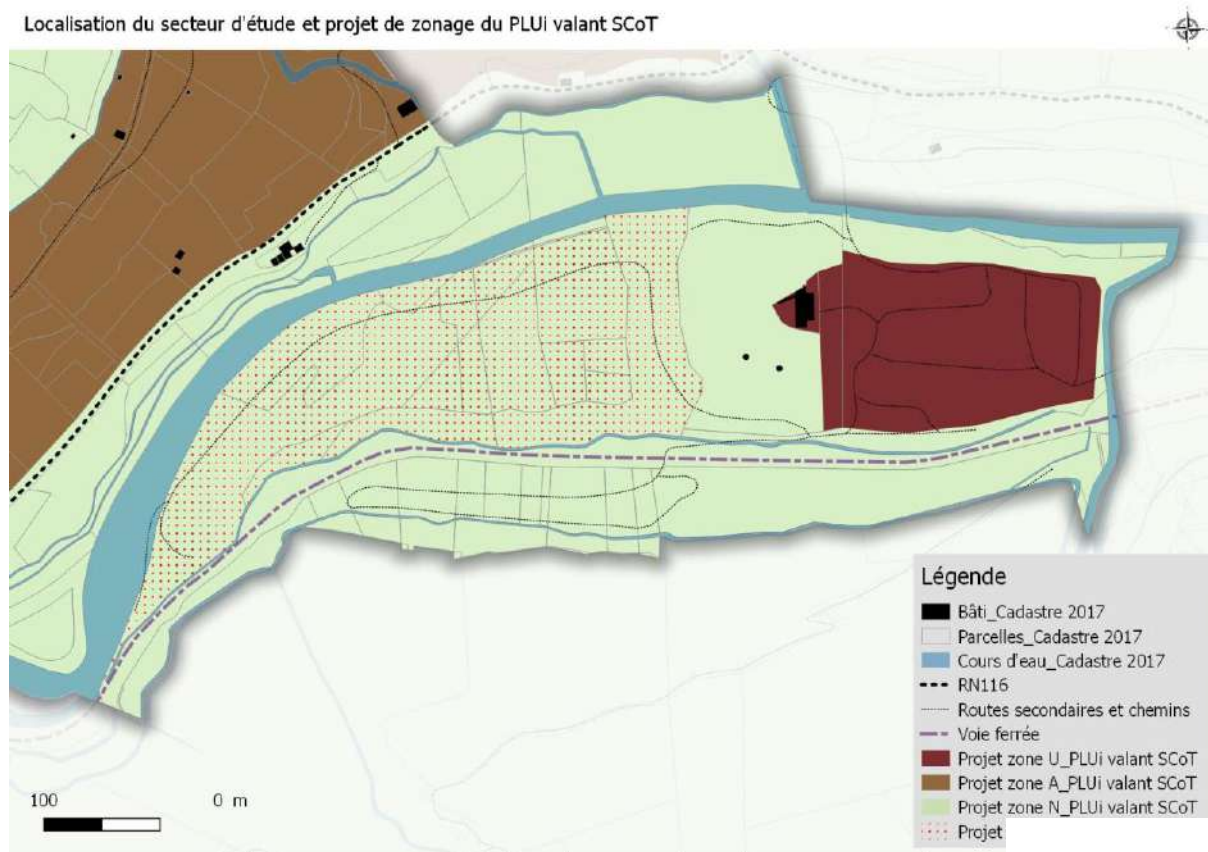 Localisation du secteur d'étude et projet de zonage du PLUi valant SCoT
Légende
Bâti_Cadastre 2017
Parcelles_Cadastre 2017
Cours d'eau_Cadastre 2017
RN116
Routes secondaires et chemins
Voie ferrée
Projet zone U_PLUi valant SCoT
Projet zone A_PLUi valant SCoT
Projet zone N_PLUi valant SCoT
Projet
100 0 m